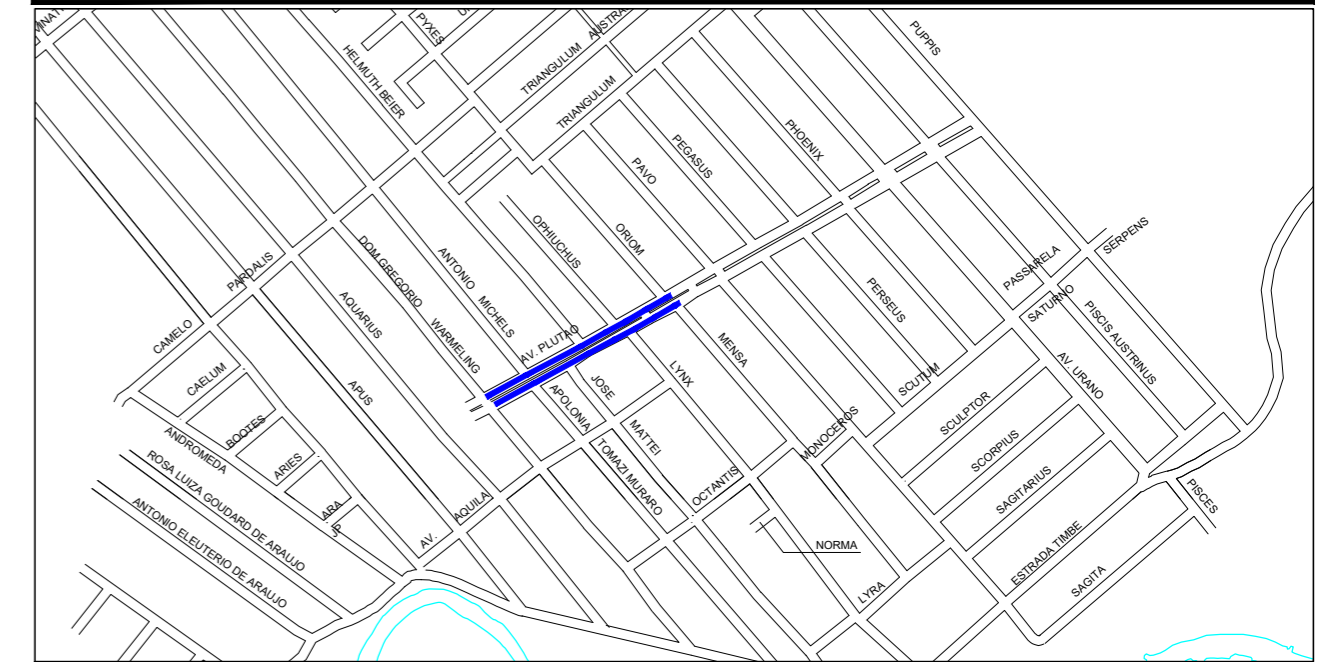 PYXES
AUSTRA
TRIANGULUM
TRIANGULUM
HELMUTH BEIER
PUPPIS
PHOENIX
PEGASUS
PAVO
ORIOM
OPHIUCHUS
ANTONIO MICHELS
DOM GREGORIO WARMELING
PARDALIS
CAMELO
AQUARIUS
APUS
CAELUM
BOOTES
ARIES
ARA
ANDROMEDA
ROSA LUIZA GOUDARD DE ARAUJO
ANTONIO ELEUTERIO DE ARAUJO
AV. PLUTAO
AV. AQUILA
APOLONIA
TOMAZI MURARO
JOSE
MATTEI
LYNX
MENSA
OCTANTIS
NORMA
MONOCEROS
LYRA
PERSEUS
SCUTUM
SCULPTOR
SCORPIUS
SAGITARIUS
ESTRADA TIMBE
SAGITA
PASSARELA
SATURNO
SERPENS
PISCIS AUSTRINUS
AV. URANO
PISCES